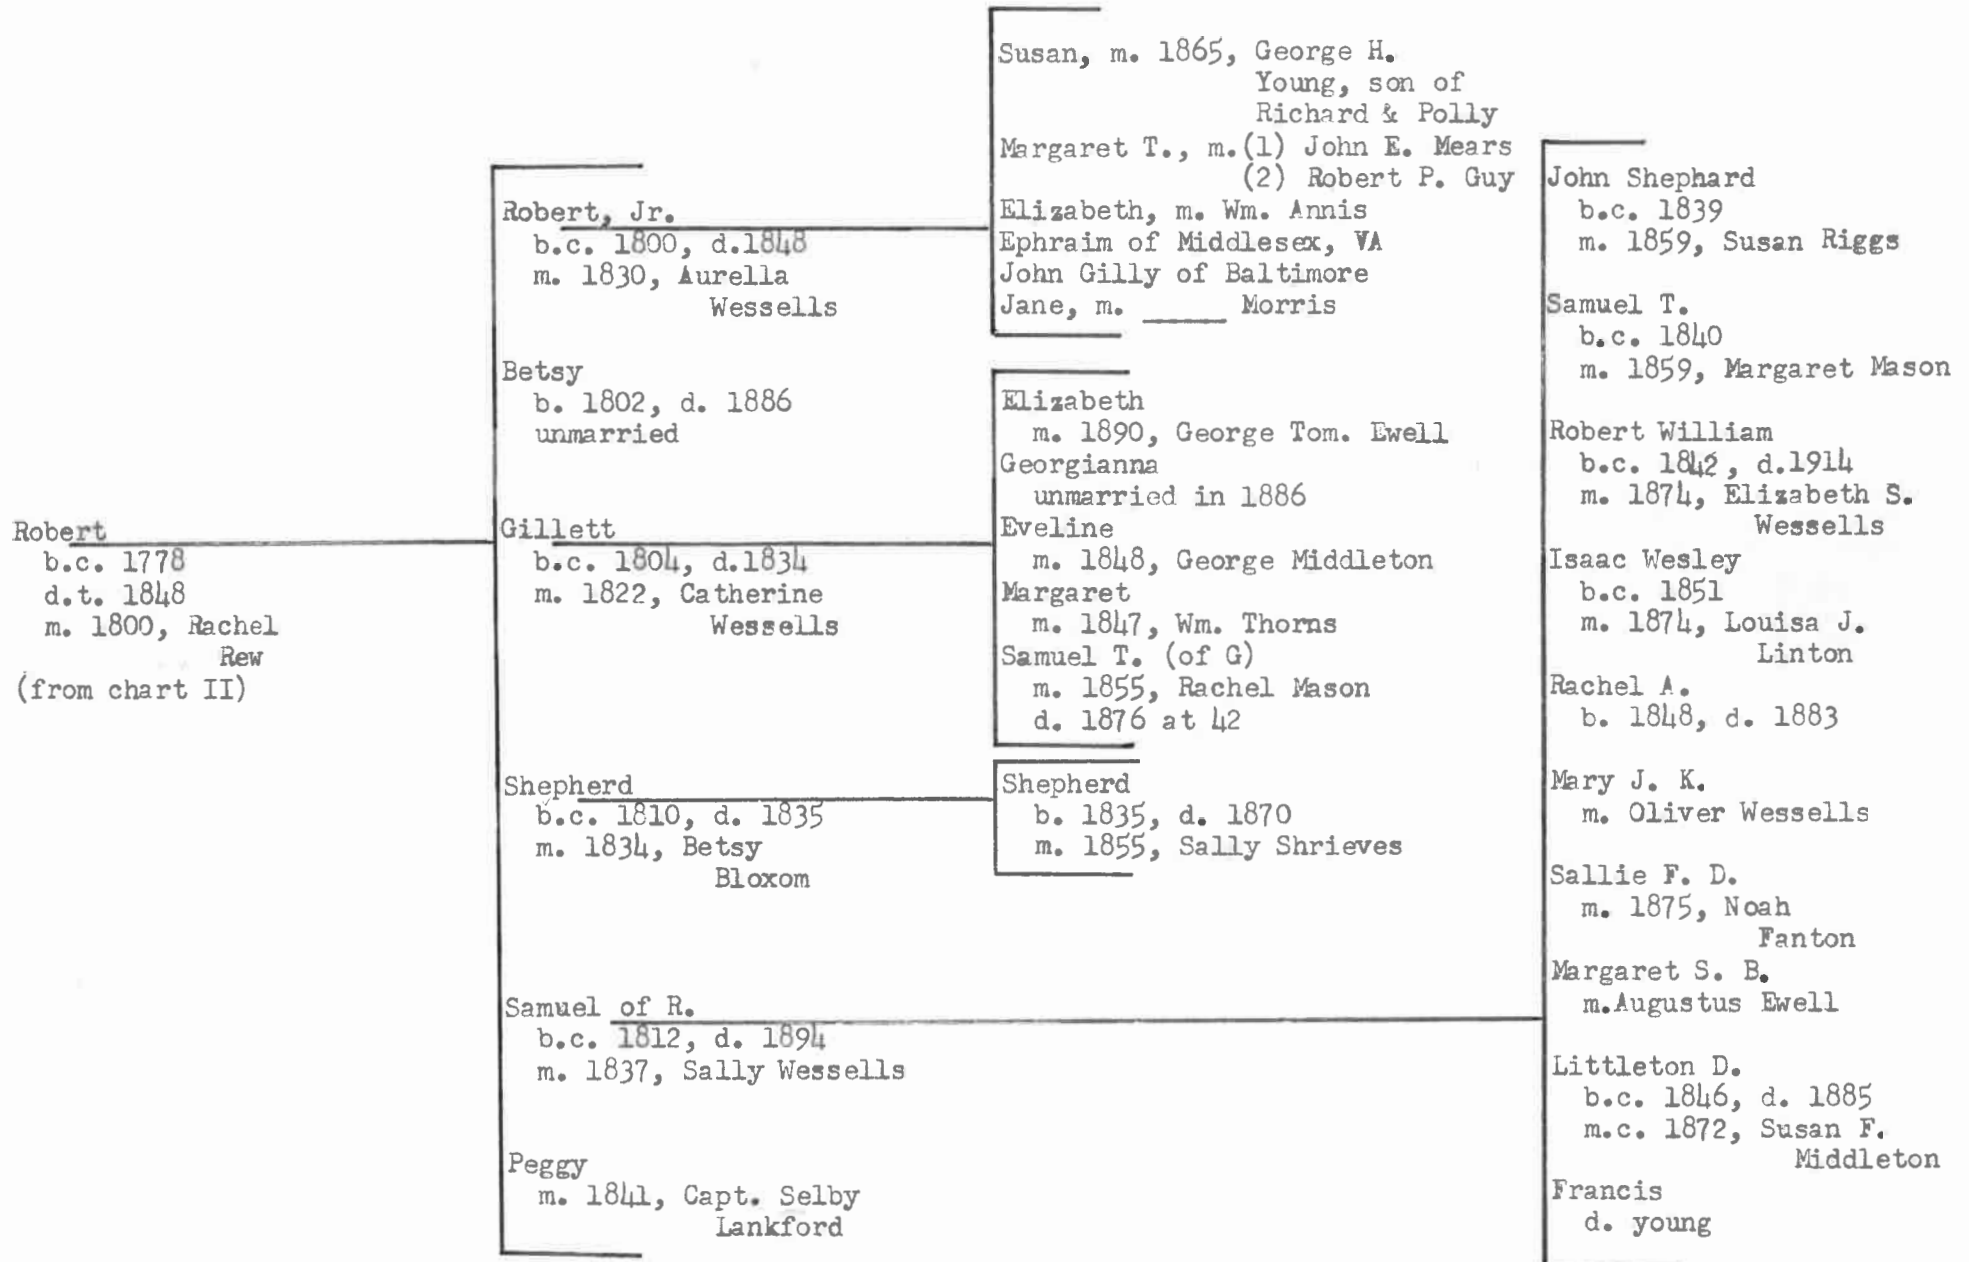 Robert
b.c. 1778
d.t. 1848
m. 1800, Rachel
Rew
(from chart II)
Robert, Jr.
b.c. 1800, d.1848
m. 1830, Aurella
Wessells
Betsy
b. 1802, d. 1886
unmarried
Gillett
b.c. 1804, d.1834
m. 1822, Catherine
Wessells
Shepherd
b.c. 1810, d. 1835
m. 1834, Betsy
Bloxom
Samuel of R.
b.c. 1812, d. 1894
m. 1837, Sally Wessells
Peggy
m. 1841, Capt. Selby
Lankford
Susan, m. 1865, George H.
Young, son of
Richard & Polly
Margaret T., m.(1) John E. Mears
(2) Robert P. Guy
Elizabeth, m. Wm. Annis
Ephraim of Middlesex, VA
John Gilly of Baltimore
Jane, m. _____ Morris
Elizabeth
m. 1890, George Tom. Ewell
Georgianna
unmarried in 1886
Eveline
m. 1848, George Middleton
Margaret
m. 1847, Wm. Thorns
Samuel T. (of G)
m. 1855, Rachel Mason
d. 1876 at 42
Shepherd
b. 1835, d. 1870
m. 1855, Sally Shrieves
John Shephard
b.c. 1839
m. 1859, Susan Riggs
Samuel T.
b.c. 1840
m. 1859, Margaret Mason
Robert William
b.c. 1842, d.1914
m. 1874, Elizabeth S.
Wessells
Isaac Wesley
b.c. 1851
m. 1874, Louisa J.
Linton
Rachel A.
b. 1848, d. 1883
Mary J. K.
m. Oliver Wessells
Sallie F. D.
m. 1875, Noah
Fanton
Margaret S. B.
m.Augustus Ewell
Littleton D.
b.c. 1846, d. 1885
m.c. 1872, Susan F.
Middleton
Francis
d. young